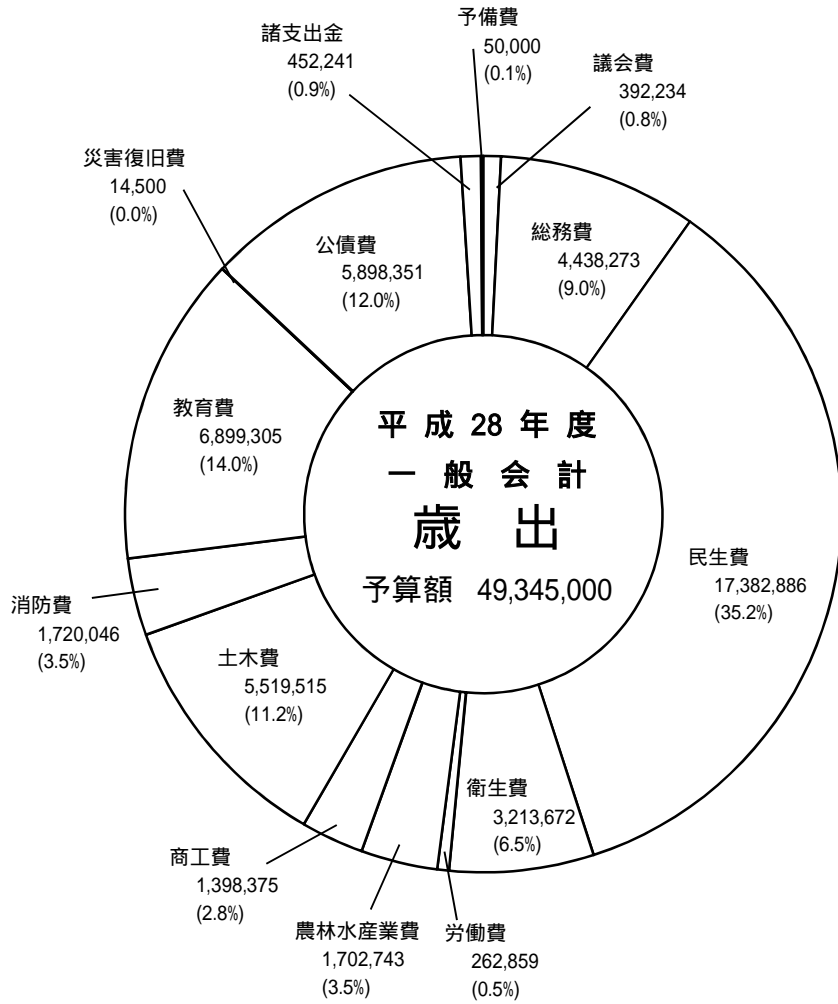 予備費
50,000
(0.1%)
議会費
392,234
(0.8%)
総務費
4,438,273
(9.0%)
民生費
17,382,886
(35.2%)
衛生費
3,213,672
(6.5%)
労働費
262,859
(0.5%)
農林水産業費
1,702,743
(3.5%)
商工費
1,398,375
(2.8%)
土木費
5,519,515
(11.2%)
消防費
1,720,046
(3.5%)
教育費
6,899,305
(14.0%)
災害復旧費
14,500
(0.0%)
公債費
5,898,351
(12.0%)
諸支出金
452,241
(0.9%)
平成 28 年度
一般会計
歳出
予算額 49,345,000